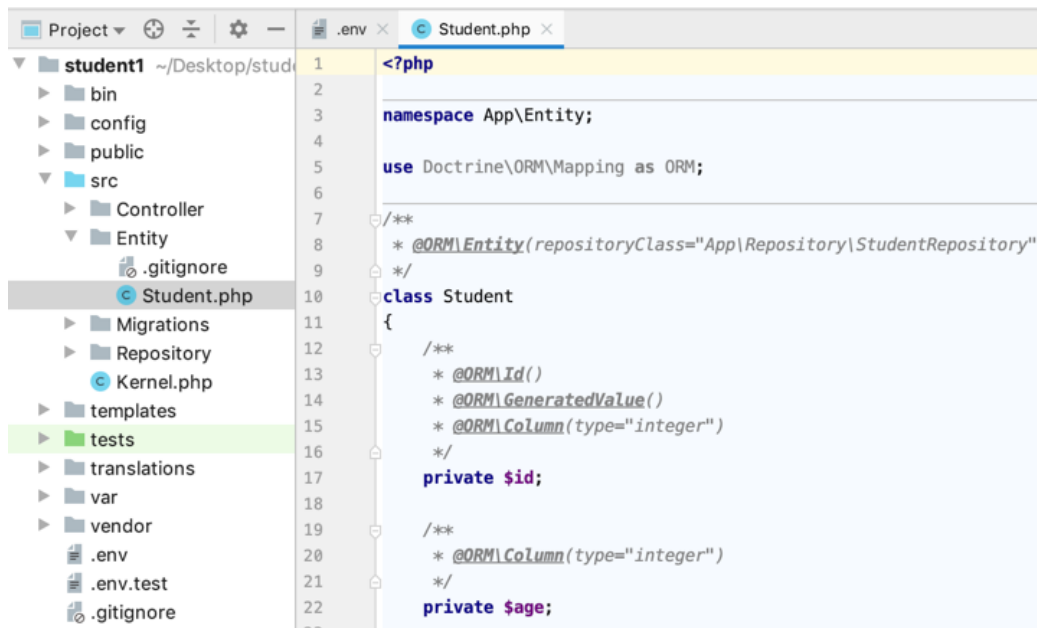 Project
.env
Student.php
student1 ~/Desktop/stude
bin
config
public
src
Controller
Entity
.gitignore
Student.php
Migrations
Repository
Kernel.php
templates
tests
translations
var
vendor
.env
.env.test
.gitignore
1 <?php
2
3 namespace App\Entity;
4
5 use Doctrine\ORM\Mapping as ORM;
6
7 /**
8 * @ORM\Entity(repositoryClass="App\Repository\StudentRepository"
9 */
10 class Student
11 {
12 /**
13 * @ORM\Id()
14 * @ORM\GeneratedValue()
15 * @ORM\Column(type="integer")
16 */
17 private $id;
18
19 /**
20 * @ORM\Column(type="integer")
21 */
22 private $age;